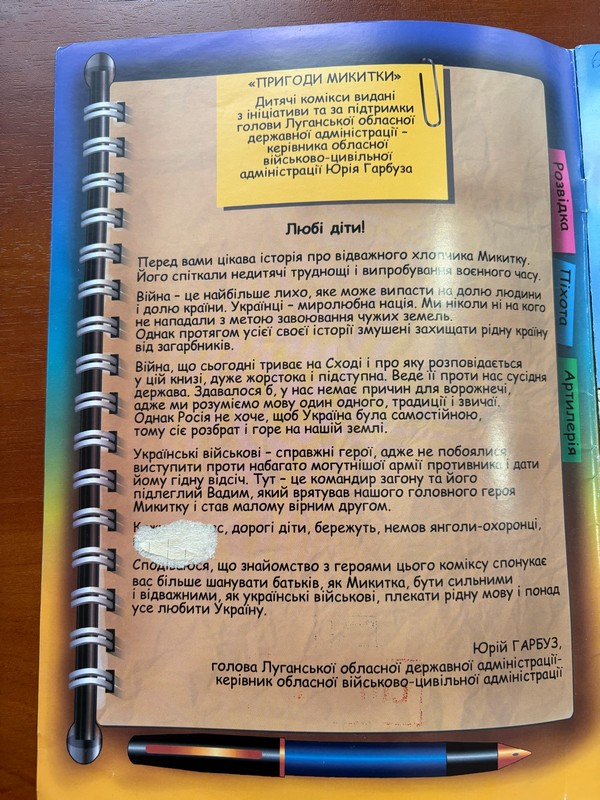 «ПРИГОДИ МИКИТКИ»
Дитячі комікси видані
з ініціативи та за підтримки
голови Луганської обласної
державної адміністрації –
керівника обласної
військово-цивільної
адміністрації Юрія Гарбуза
Любі діти!
Перед вами цікава історія про відважного хлопчика Микитку.
Його спіткали недитячі труднощі і випробування воєнного часу.
Війна – це найбільше лихо, яке може випасти на долю людини
і долю країни. Українці – миролюбна нація. Ми ніколи ні на кого
не нападали з метою завоювання чужих земель.
Однак протягом усієї своєї історії змушені захищати рідну країну
від загарбників.
Війна, що сьогодні триває на Сході і про яку розповідається
у цій книзі, дуже жорстока і підступна. Веде її проти нас сусідня
держава. Здавалося б, у нас немає причин для ворожнечі,
адже ми розуміємо мову один одного, традиції і звичаї.
Однак Росія не хоче, щоб Україна була самостійною,
тому сіє розбрат і горе на нашій землі.
Українські військові – справжні герої, адже не побоялися
виступити проти набагато могутнішої армії противника і дати
йому гідну відсіч. Тут – це командир загону та його
підлеглий Вадим, який врятував нашого головного героя
Микитку і став малому вірним другом.
дорогі діти, бережуть, немов янголи-охоронці,
Сподіваюся, що знайомство з героями цього коміксу спонукає
вас більше шанувати батьків, як Микитка, бути сильними
і відважними, як українські військові, плекати рідну мову і понад
усе любити Україну.
Юрій ГАРБУЗ,
голова Луганської обласної державної адміністрації-
керівник обласної військово-цивільної адміністрації
Розвідка
Піхота
Артилерія